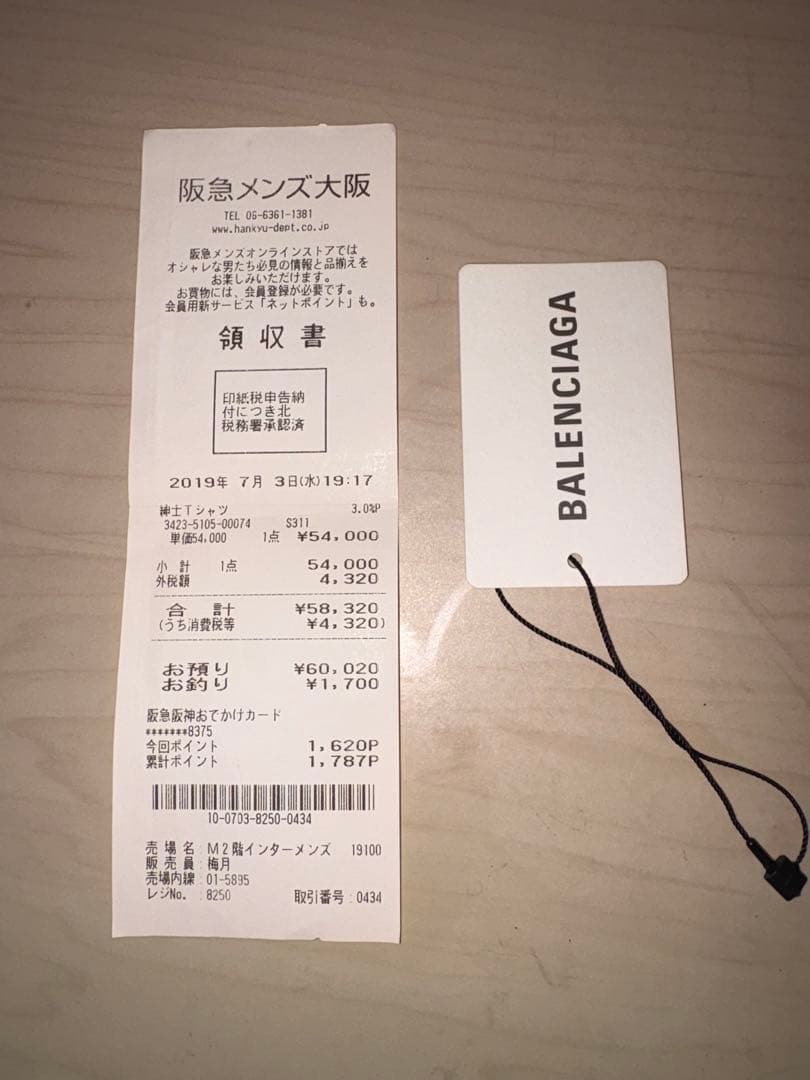 阪急メンズ大阪
TEL 06-6361-1381
www.hankyu-dept.co.jp
阪急メンズオンラインストアでは
オシャレな男たち必見の情報と品揃えを
お楽しみいただけます。
お買物には、会員登録が必要です。
会員用新サービス「ネットポイント」も。
領収書
印紙税申告納
付につき北
税務署承認済
2019年 7月 3日(水)19:17
紳士Tシャツ 3.0%P
3423-5105-00074 S311
単価54,000 1点 ¥54,000
小計 1点 54,000
外税額 4,320
合計 ¥58,320
(うち消費税等 ¥4,320)
お預り ¥60,020
お釣り ¥1,700
阪急阪神おでかけカード
*******8375
今回ポイント 1,620P
累計ポイント 1,787P
10-0703-8250-0434
売場名:M2階インターメンズ 19100
販売員:梅月
売場内線:01-5895
レジNo.:8250 取引番号:0434
BALENCIAGA